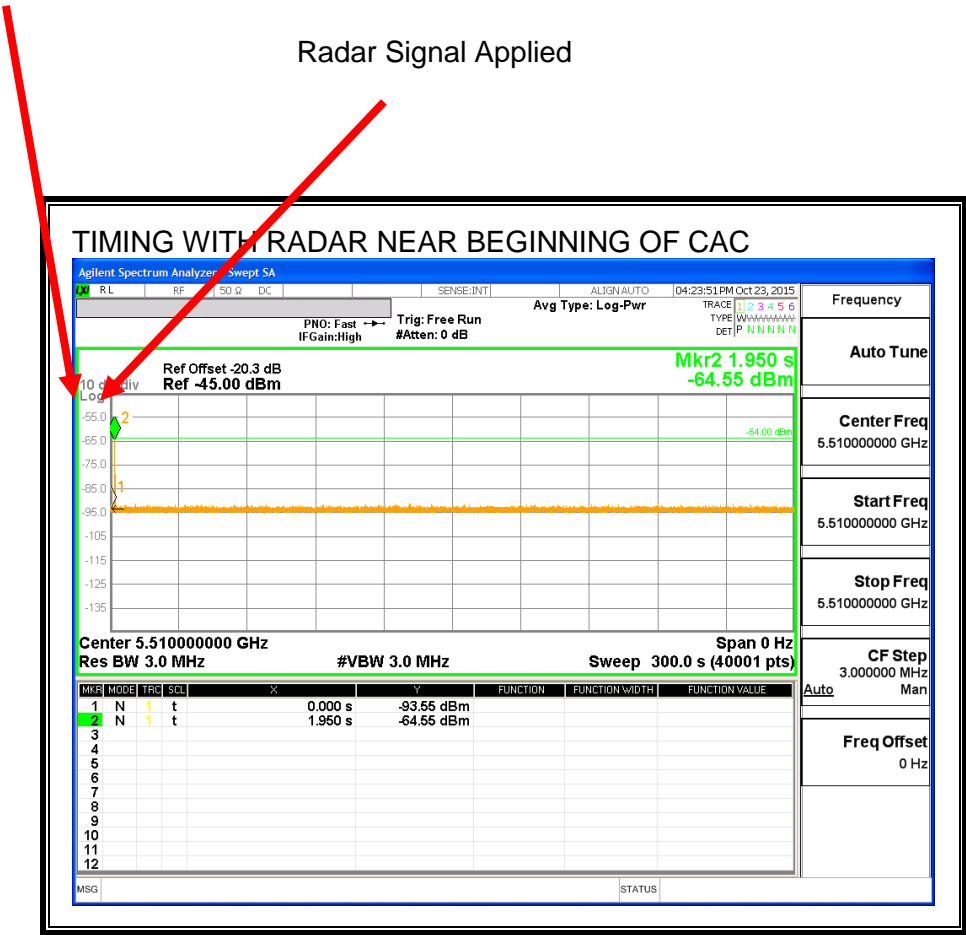 Radar Signal Applied
TIMING WITH RADAR NEAR BEGINNING OF CAC
Agilent Spectrum Analyzer - Swept SA
LXI RL RF 50 Ω DC SENSE:INT ALIGN AUTO 04:23:51 PM Oct 23, 2015
Avg Type: Log-Pwr
TRACE 1 2 3 4 5 6
TYPE
DET P N N N N N
PNO: Fast
Trig: Free Run
IFGain:High
#Atten: 0 dB
Mkr2 1.950 s
-64.55 dBm
Ref Offset -20.3 dB
10 dB/div Ref -45.00 dBm
Log
-55.0
-65.0
-75.0
-85.0
-95.0
-105
-115
-125
-135
2
1
-64.00 dBm
Center 5.510000000 GHz Span 0 Hz
Res BW 3.0 MHz #VBW 3.0 MHz Sweep 300.0 s (40001 pts)
MKR MODE TRC SCL X Y FUNCTION FUNCTION WIDTH FUNCTION VALUE
1 N 1 t 0.000 s -93.55 dBm
2 N 1 t 1.950 s -64.55 dBm
3
4
5
6
7
8
9
10
11
12
MSG STATUS
Frequency
Auto Tune
Center Freq
5.510000000 GHz
Start Freq
5.510000000 GHz
Stop Freq
5.510000000 GHz
CF Step
3.000000 MHz
Auto Man
Freq Offset
0 Hz